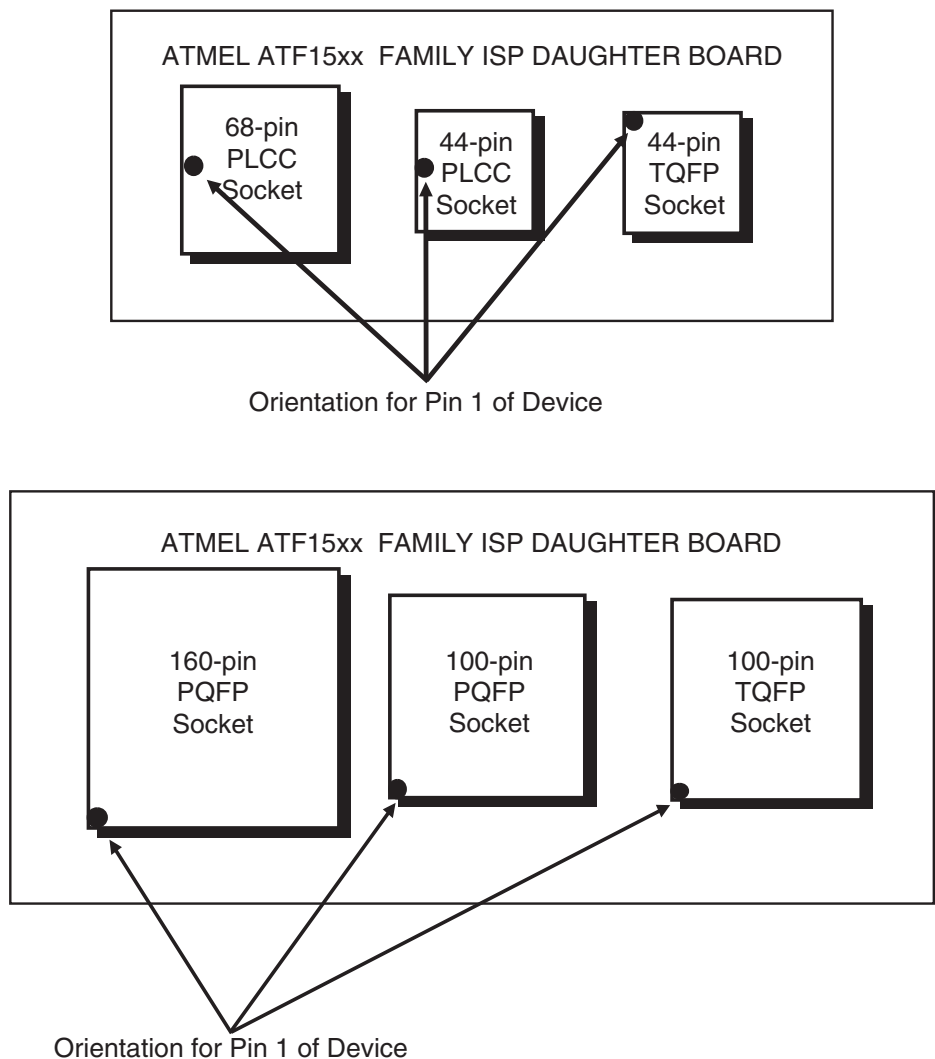 ATMEL ATF15xx FAMILY ISP DAUGHTER BOARD
68-pin
PLCC
Socket
44-pin
PLCC
Socket
44-pin
TQFP
Socket
Orientation for Pin 1 of Device
ATMEL ATF15xx FAMILY ISP DAUGHTER BOARD
160-pin
PQFP
Socket
100-pin
PQFP
Socket
100-pin
TQFP
Socket
Orientation for Pin 1 of Device